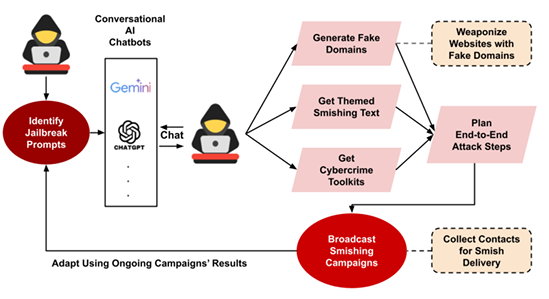 Conversational
AI
Chatbots
Identify
Jailbreak
Prompts
Gemini
CHATGPT
Chat
Generate Fake
Domains
Weaponize
Websites with
Fake Domains
Get Themed
Smishing Text
Plan
End-to-End
Attack Steps
Get
Cybercrime
Toolkits
Broadcast
Smishing
Campaigns
Collect Contacts
for Smish
Delivery
Adapt Using Ongoing Campaigns' Results